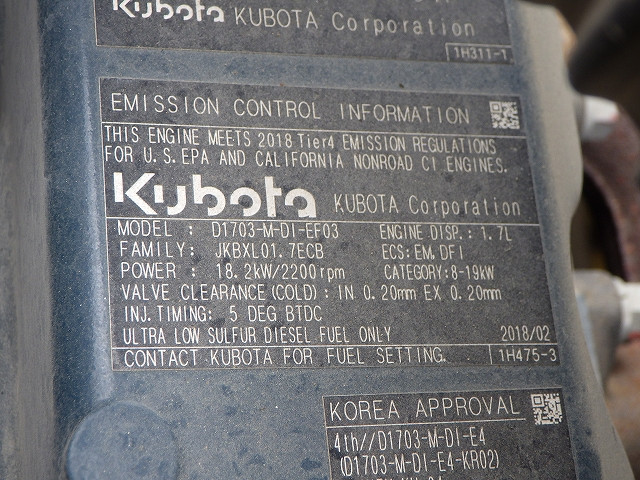 Kubota KUBOTA Corporation
1H311-1
EMISSION CONTROL INFORMATION
THIS ENGINE MEETS 2018 Tier4 EMISSION REGULATIONS
FOR U.S.EPA AND CALIFORNIA NONROAD CI ENGINES.
Kubota KUBOTA Corporation
MODEL : D1703-M-DI-EF03 ENGINE DISP.: 1.7L
FAMILY: JKBXL01.7ECB ECS:EM,DFI
POWER : 18.2kW/2200rpm CATEGORY:8-19kW
VALVE CLEARANCE(COLD): IN 0.20mm EX 0.20mm
INJ.TIMING: 5 DEG BTDC
ULTRA LOW SULFUR DIESEL FUEL ONLY 2018/02
CONTACT KUBOTA FOR FUEL SETTING. 1H475-3
KOREA APPROVAL
4th//D1703-M-DI-E4
(D1703-M-DI-E4-KR02)